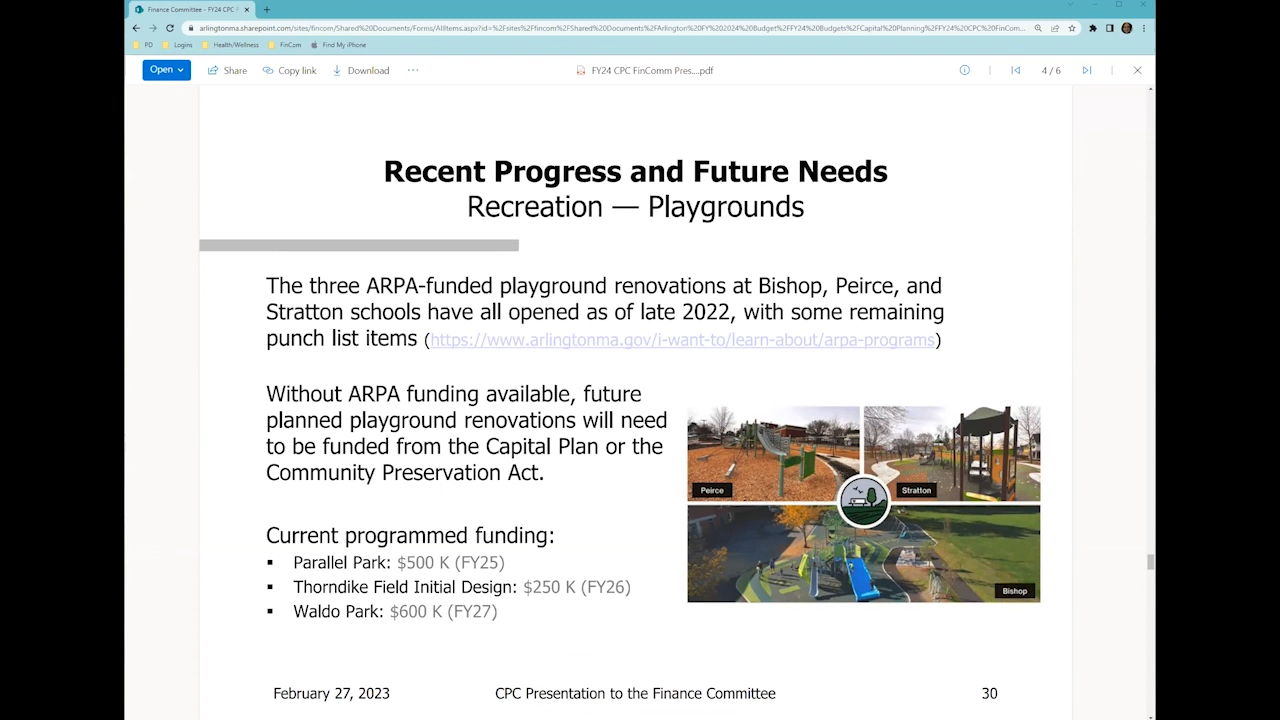 Finance Committee - FY24 CPC F
arlingtonma.sharepoint.com/sites/fincom/Shared%20Documents/Forms/AllItems.aspx?id=%2Fsites%2Ffincom%2FShared%20Documents%2FArlington%20FY%202024%20Budget%2FFY24%20Budgets%2FCapital%20Planning%2FFY24%20CPC%20FinCom...
PD Logins Health/Wellness FinCom Find My iPhone
Open Share Copy link Download ... FY24 CPC FinComm Pres....pdf 4 / 6
Recent Progress and Future Needs
Recreation — Playgrounds
The three ARPA-funded playground renovations at Bishop, Peirce, and
Stratton schools have all opened as of late 2022, with some remaining
punch list items (https://www.arlingtonma.gov/i-want-to/learn-about/arpa-programs)
Without ARPA funding available, future
planned playground renovations will need
to be funded from the Capital Plan or the
Community Preservation Act.
Peirce
Stratton
Bishop
Current programmed funding:
▪ Parallel Park: $500 K (FY25)
▪ Thorndike Field Initial Design: $250 K (FY26)
▪ Waldo Park: $600 K (FY27)
February 27, 2023 CPC Presentation to the Finance Committee 30